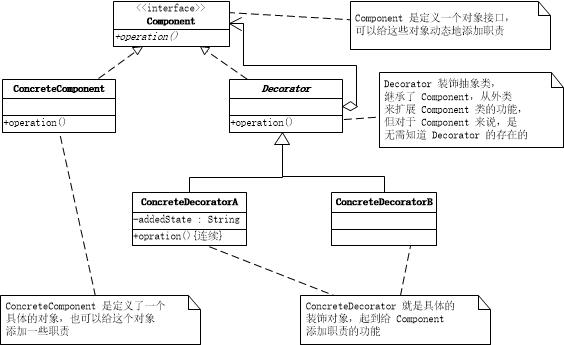 <<interface>>
Component
+operation()
Component 是定义一个对象接口,
可以给这些对象动态地添加职责
ConcreteComponent
+operation()
Decorator
+operation()
Decorator 装饰抽象类,
继承了 Component, 从外类
来扩展 Component 类的功能,
但对于 Component 来说, 是
无需知道 Decorator 的存在的
ConcreteDecoratorA
-addedState : String
+opration(){连续}
ConcreteDecoratorB
ConcreteComponent 是定义了一个
具体的对象, 也可以给这个对象
添加一些职责
ConcreteDecorator 就是具体的
装饰对象, 起到给 Component
添加职责的功能